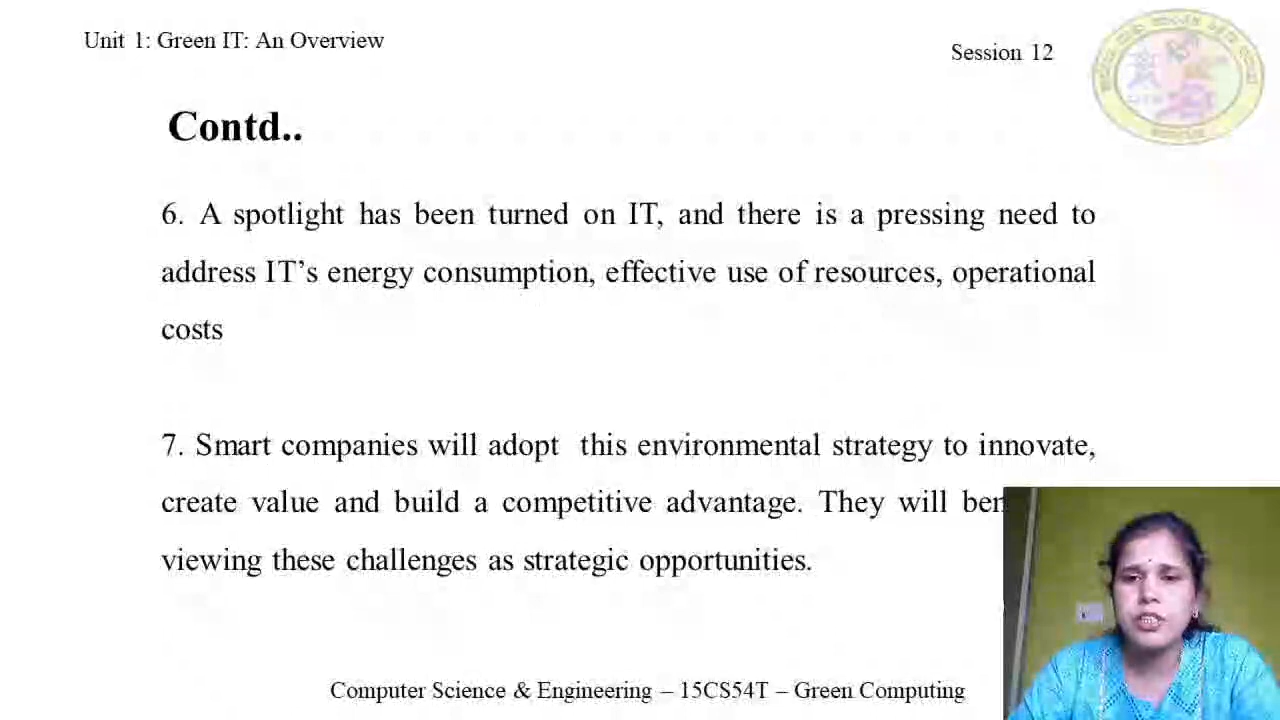 Unit 1: Green IT: An Overview
Session 12
Contd..
6. A spotlight has been turned on IT, and there is a pressing need to
address IT’s energy consumption, effective use of resources, operational
costs
7. Smart companies will adopt this environmental strategy to innovate,
create value and build a competitive advantage. They will
viewing these challenges as strategic opportunities.
Computer Science & Engineering – 15CS54T – Green Computing